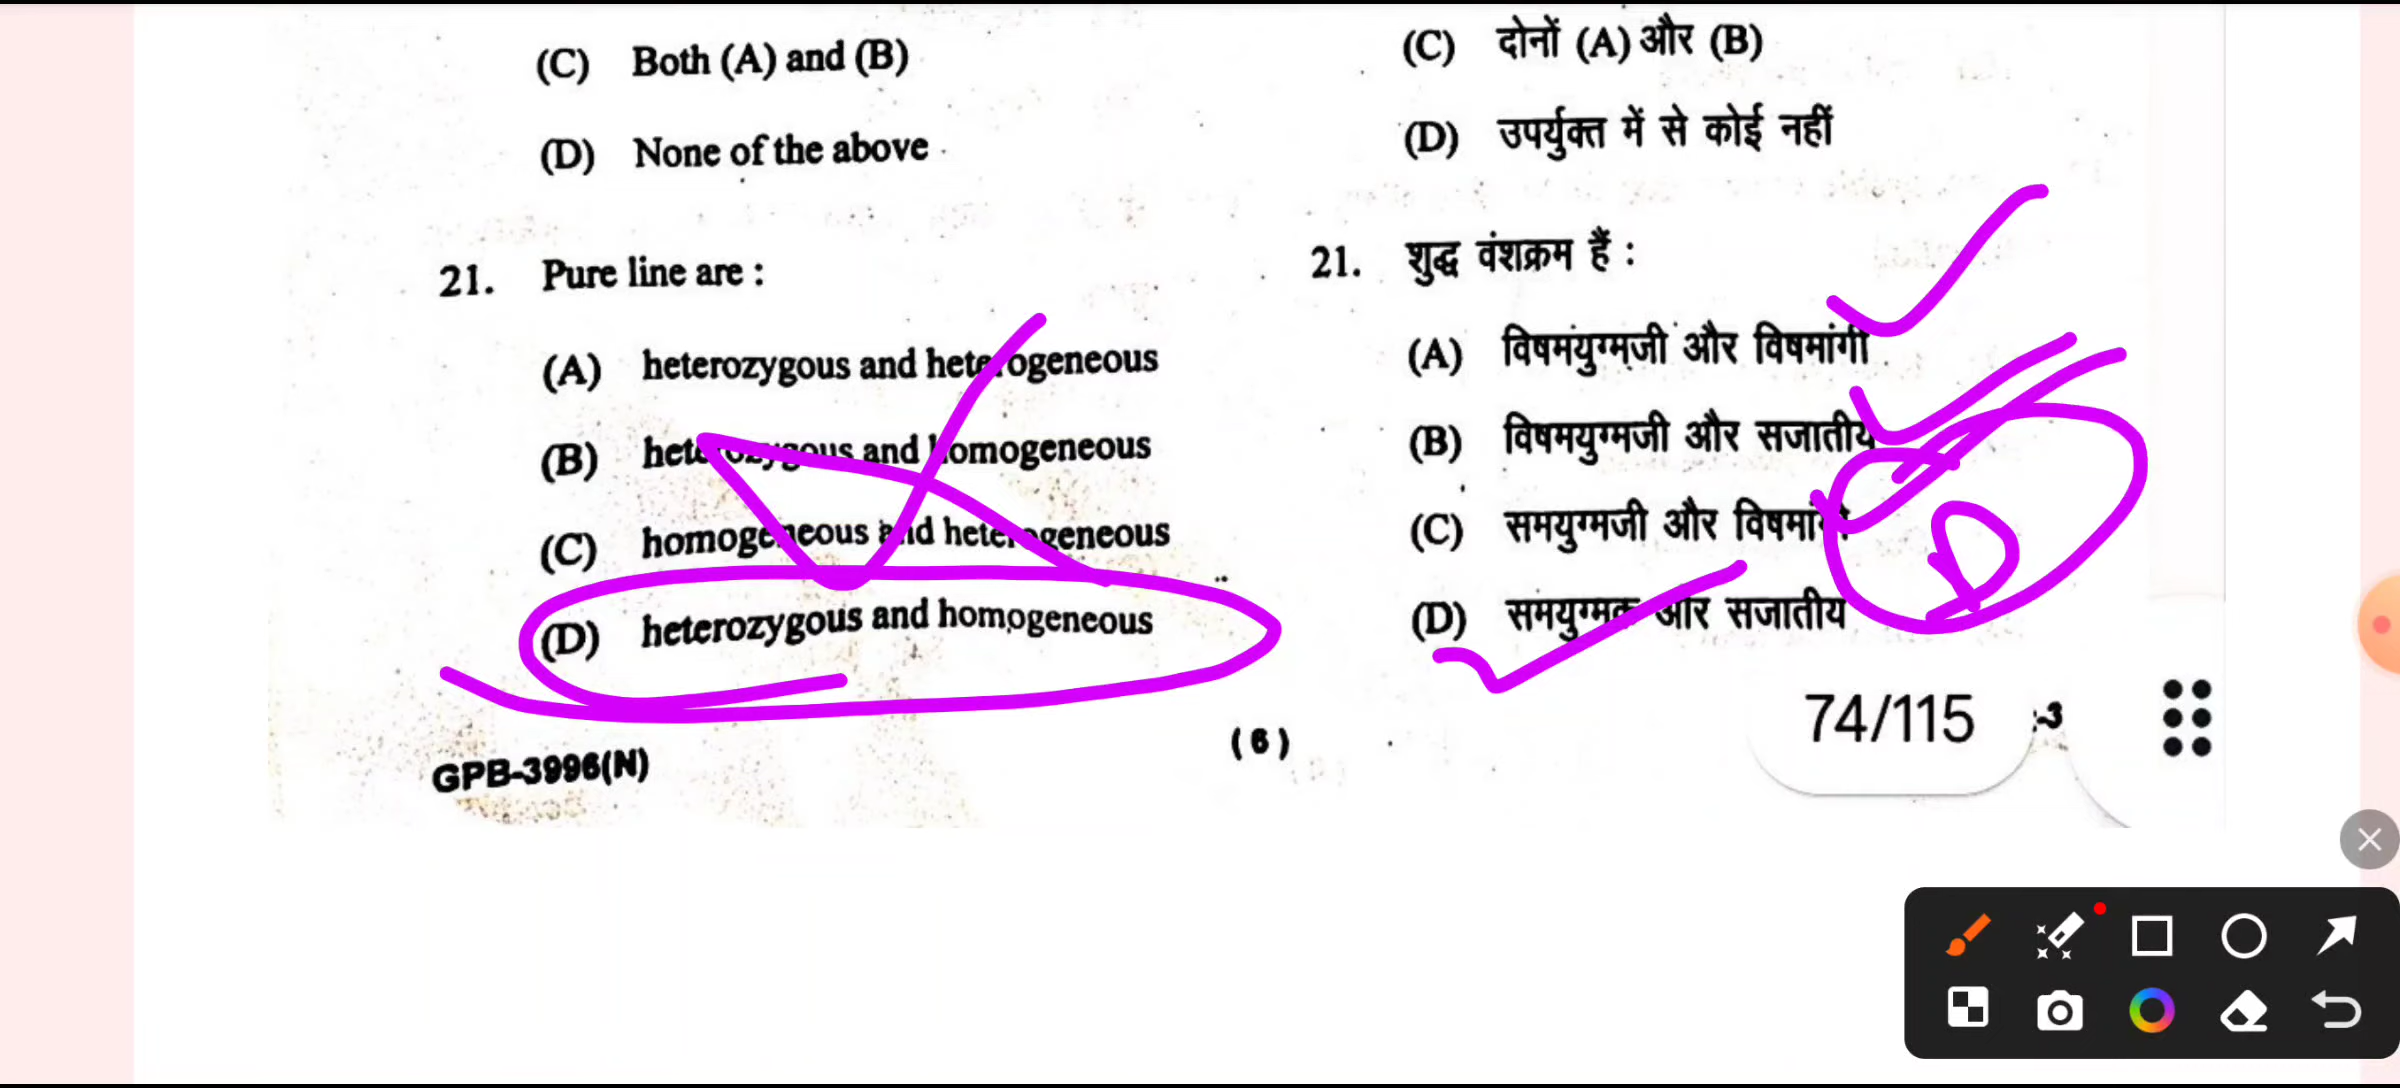 (C) Both (A) and (B)
(D) None of the above
21. Pure line are :
(A) heterozygous and heterogeneous
(B) heterozygous and homogeneous
(C) homogeneous and heterogeneous
(D) heterozygous and homogeneous
GPB-3996(N)
(6)
(C) दोनों (A) और (B)
(D) उपर्युक्त में से कोई नहीं
21. शुद्ध वंशक्रम हैं :
(A) विषमयुग्मजी और विषमांगी
(B) विषमयुग्मजी और सजातीय
(C) समयुग्मजी और विषमांगी
(D) समयुग्मक और सजातीय
D
74/115
-3